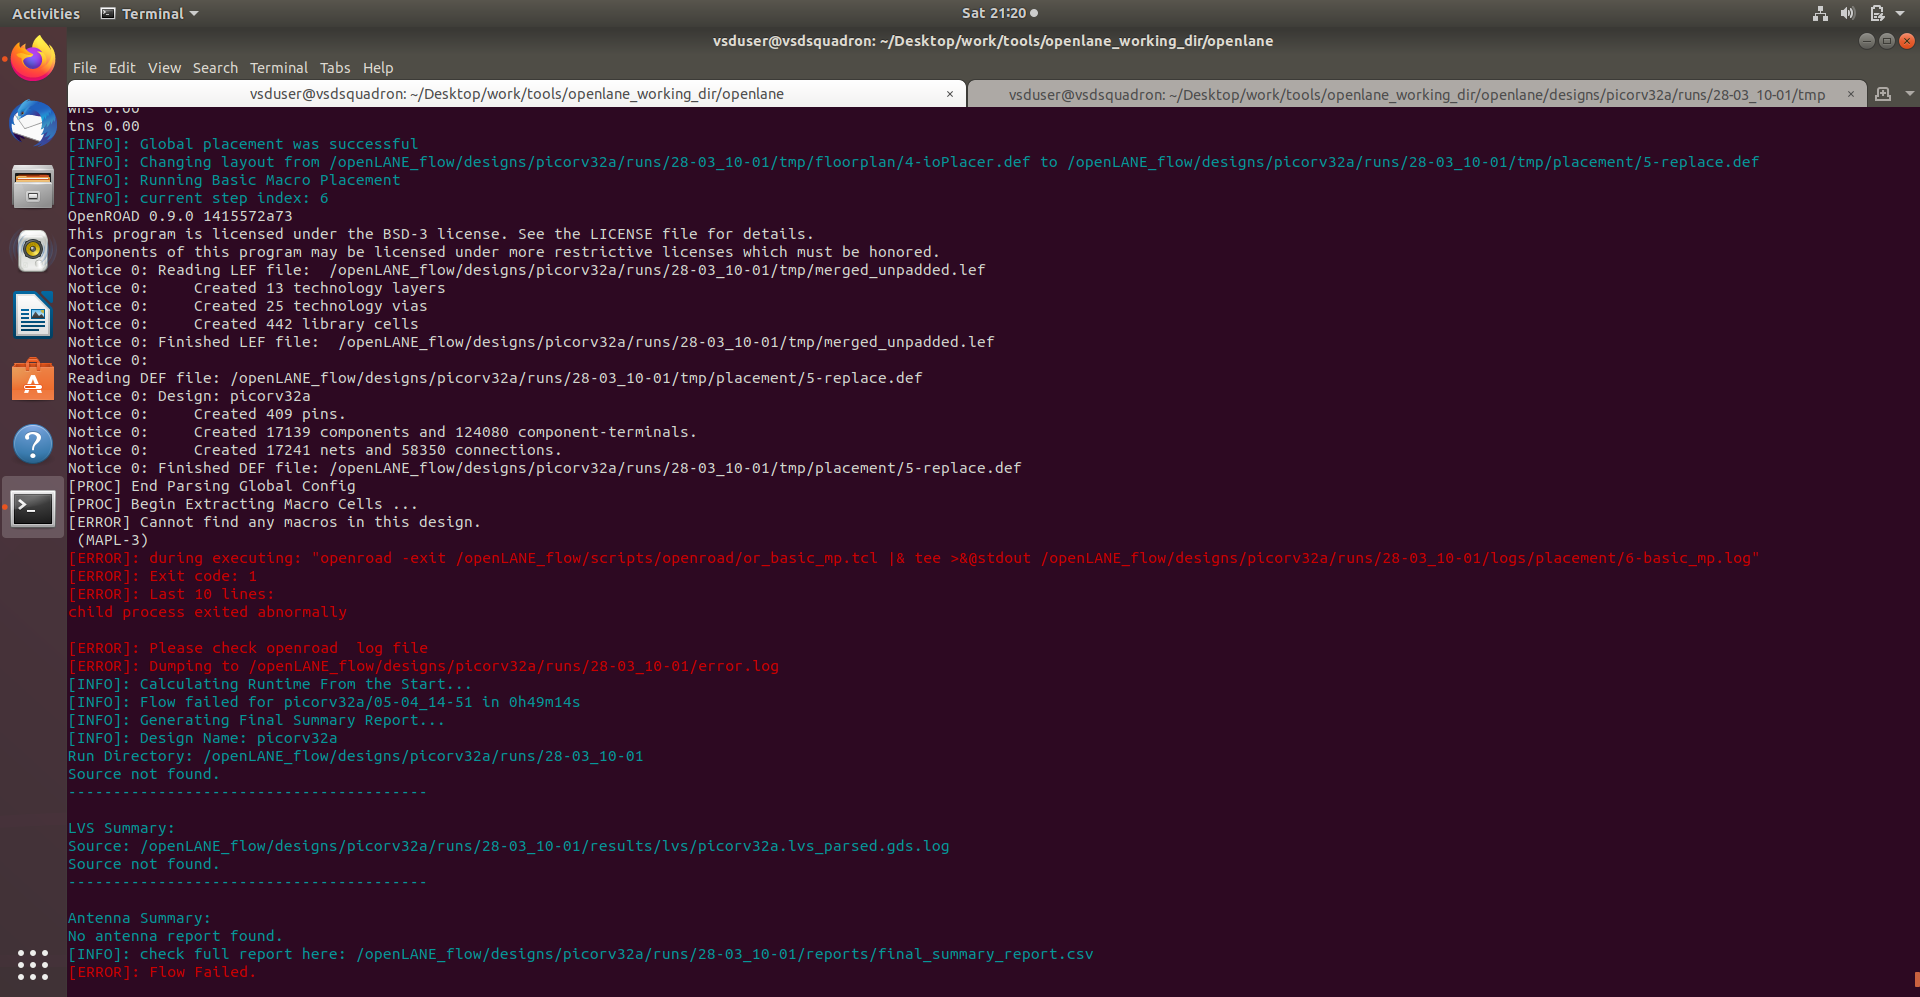 Activities
Terminal
Sat 21:20
vsduser@vsdsquadron: ~/Desktop/work/tools/openlane_working_dir/openlane
File Edit View Search Terminal Tabs Help
vsduser@vsdsquadron: ~/Desktop/work/tools/openlane_working_dir/openlane ×
vsduser@vsdsquadron: ~/Desktop/work/tools/openlane_working_dir/openlane/designs/picorv32a/runs/28-03_10-01/tmp ×
wns 0.00
tns 0.00
[INFO]: Global placement was successful
[INFO]: Changing layout from /openLANE_flow/designs/picorv32a/runs/28-03_10-01/tmp/floorplan/4-ioPlacer.def to /openLANE_flow/designs/picorv32a/runs/28-03_10-01/tmp/placement/5-replace.def
[INFO]: Running Basic Macro Placement
[INFO]: current step index: 6
OpenROAD 0.9.0 1415572a73
This program is licensed under the BSD-3 license. See the LICENSE file for details.
Components of this program may be licensed under more restrictive licenses which must be honored.
Notice 0: Reading LEF file:  /openLANE_flow/designs/picorv32a/runs/28-03_10-01/tmp/merged_unpadded.lef
Notice 0:     Created 13 technology layers
Notice 0:     Created 25 technology vias
Notice 0:     Created 442 library cells
Notice 0: Finished LEF file:  /openLANE_flow/designs/picorv32a/runs/28-03_10-01/tmp/merged_unpadded.lef
Notice 0:
Reading DEF file: /openLANE_flow/designs/picorv32a/runs/28-03_10-01/tmp/placement/5-replace.def
Notice 0: Design: picorv32a
Notice 0:     Created 409 pins.
Notice 0:     Created 17139 components and 124080 component-terminals.
Notice 0:     Created 17241 nets and 58350 connections.
Notice 0: Finished DEF file: /openLANE_flow/designs/picorv32a/runs/28-03_10-01/tmp/placement/5-replace.def
[PROC] End Parsing Global Config
[PROC] Begin Extracting Macro Cells ...
[ERROR] Cannot find any macros in this design.
 (MAPL-3)
[ERROR]: during executing: "openroad -exit /openLANE_flow/scripts/openroad/or_basic_mp.tcl |& tee >&@stdout /openLANE_flow/designs/picorv32a/runs/28-03_10-01/logs/placement/6-basic_mp.log"
[ERROR]: Exit code: 1
[ERROR]: Last 10 lines:
child process exited abnormally
[ERROR]: Please check openroad  log file
[ERROR]: Dumping to /openLANE_flow/designs/picorv32a/runs/28-03_10-01/error.log
[INFO]: Calculating Runtime From the Start...
[INFO]: Flow failed for picorv32a/05-04_14-51 in 0h49m14s
[INFO]: Generating Final Summary Report...
[INFO]: Design Name: picorv32a
Run Directory: /openLANE_flow/designs/picorv32a/runs/28-03_10-01
Source not found.
----------------------------------------
LVS Summary:
Source: /openLANE_flow/designs/picorv32a/runs/28-03_10-01/results/lvs/picorv32a.lvs_parsed.gds.log
Source not found.
----------------------------------------
Antenna Summary:
No antenna report found.
[INFO]: check full report here: /openLANE_flow/designs/picorv32a/runs/28-03_10-01/reports/final_summary_report.csv
[ERROR]: Flow Failed.